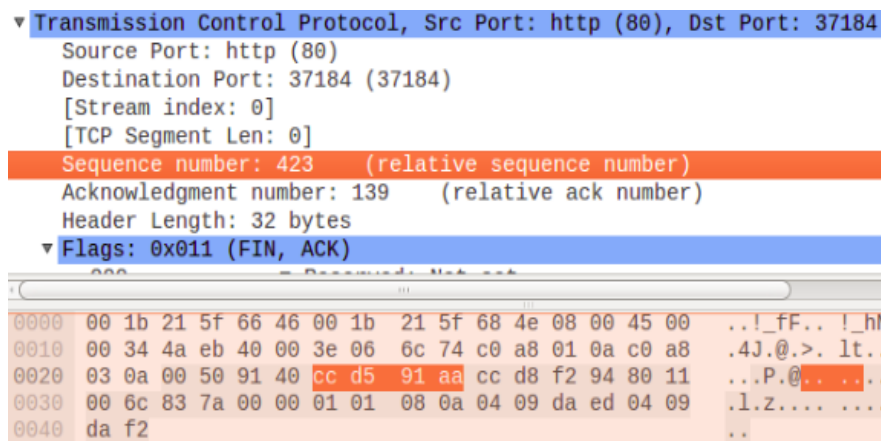 Transmission Control Protocol, Src Port: http (80), Dst Port: 37184
Source Port: http (80)
Destination Port: 37184 (37184)
[Stream index: 0]
[TCP Segment Len: 0]
Sequence number: 423 (relative sequence number)
Acknowledgment number: 139 (relative ack number)
Header Length: 32 bytes
Flags: 0x011 (FIN, ACK)
0000 00 1b 21 5f 66 46 00 1b 21 5f 68 4e 08 00 45 00 ..!_fF.. !_hN
0010 00 34 4a eb 40 00 3e 06 6c 74 c0 a8 01 0a c0 a8 .4J.@.>. lt..
0020 03 0a 00 50 91 40 cc d5 91 aa cc d8 f2 94 80 11 ...P.@.. ..
0030 00 6c 83 7a 00 00 01 01 08 0a 04 09 da ed 04 09 .l.z.... ....
0040 da f2 ..